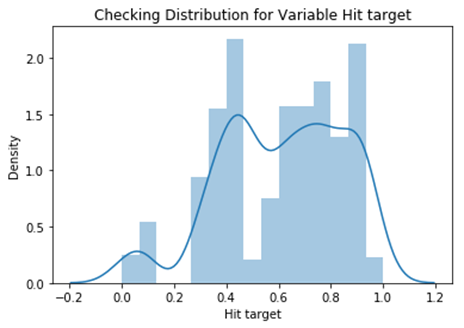 Checking Distribution for Variable Hit target
2.0
1.5
1.0
0.5
0.0
Density
−0.2 0.0 0.2 0.4 0.6 0.8 1.0 1.2
Hit target